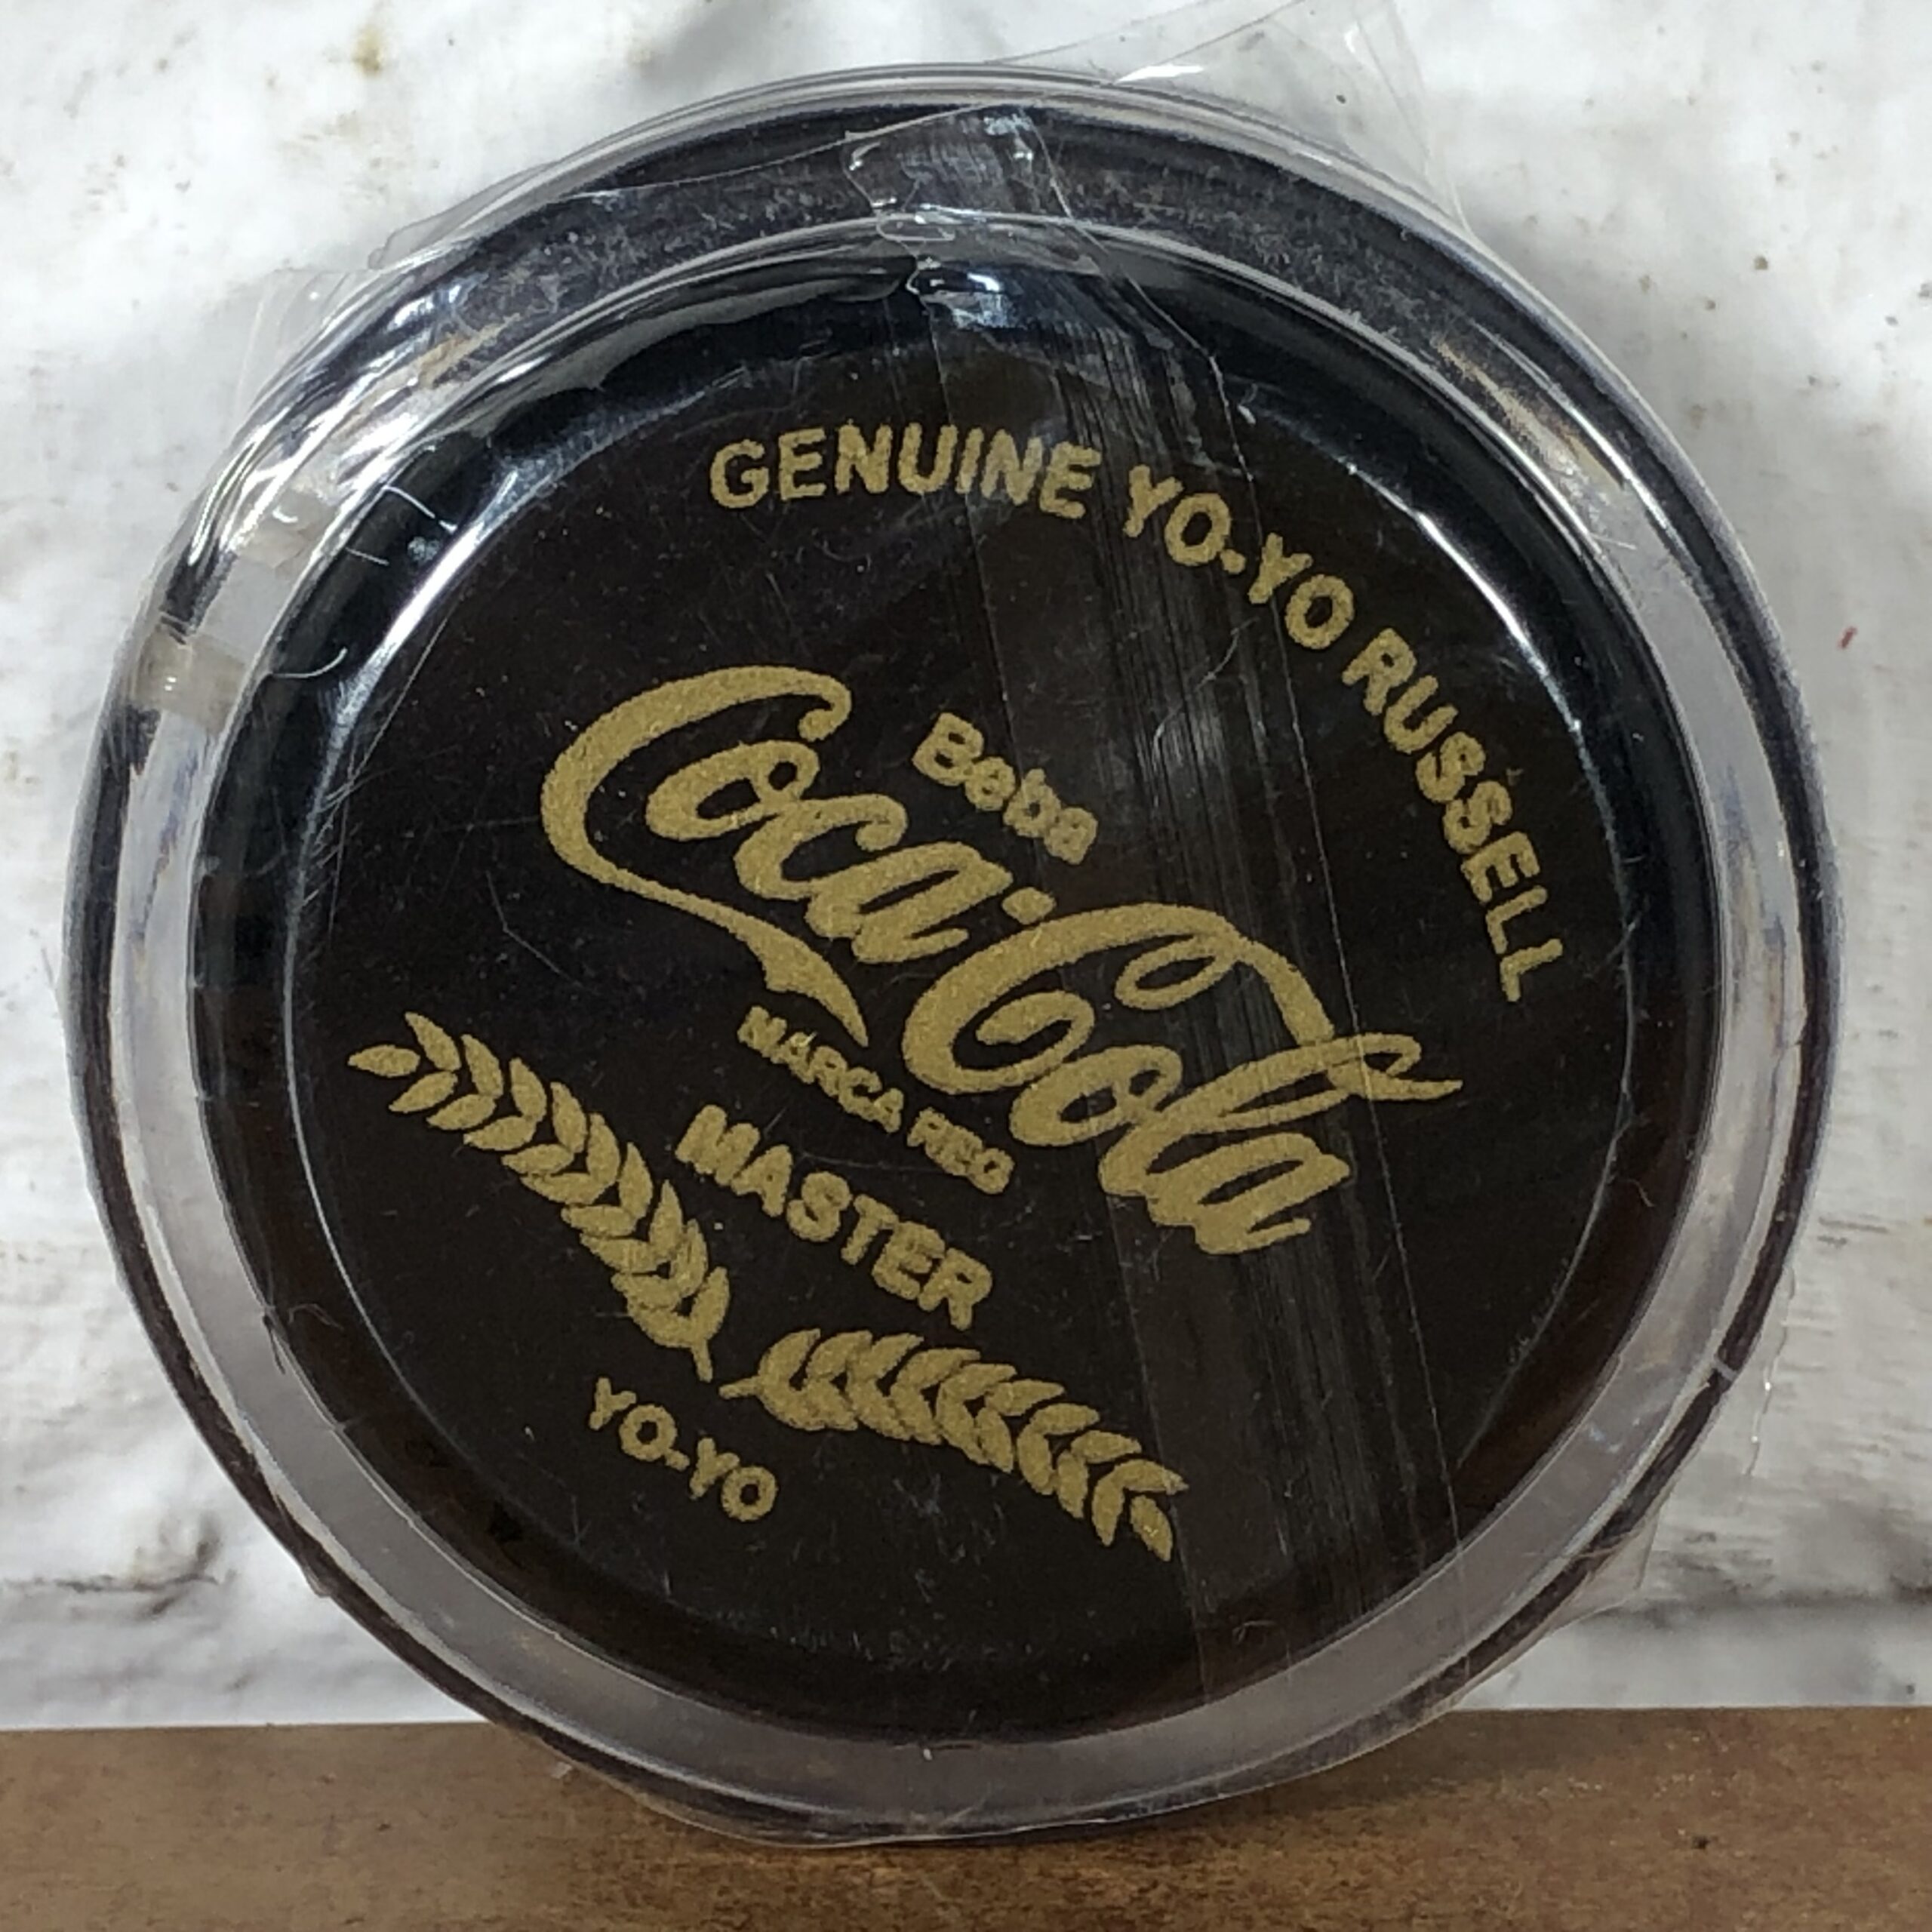 GENUINE YO-YO RUSSELL
Beba
Coca-Cola
MARCA REG
MASTER
YO-YO